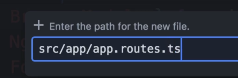 Enter the path for the new file.
src/app/app.routes.ts